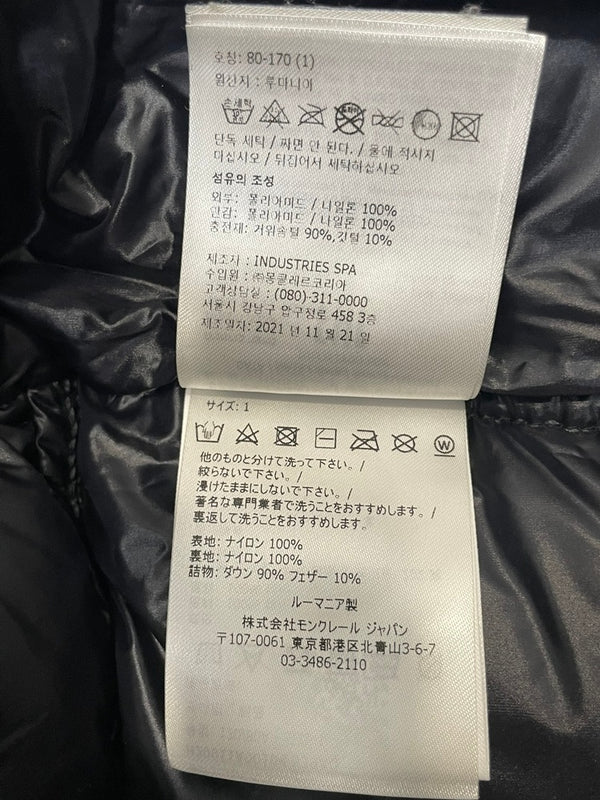 호칭: 80-170 (1)
원산지 : 루마니아
손세탁
단독 세탁 / 짜면 안 된다. / 물에 적시지
마십시오 / 뒤집어서 세탁하십시오
섬유의 조성
겉감: 폴리아미드 / 나일론 100%
안감: 폴리아미드 / 나일론 100%
충전재: 거위솜털 90%,깃털 10%
제조자 : INDUSTRIES SPA
수입원 : ㈜몽클레르코리아
고객상담실 : (080)-311-0000
서울시 강남구 압구정로 458 3층
제조일자: 2021 년 11 월 21 일
サイズ: 1
W
他のものと分けて洗って下さい。/
絞らないで下さい。/
浸けたままにしないで下さい。/
著名な専門業者で洗うことをおすすめします。/
裏返して洗うことをおすすめします。
表地: ナイロン 100%
裏地: ナイロン 100%
詰物: ダウン 90% フェザー 10%
ルーマニア製
株式会社モンクレール ジャパン
〒107-0061 東京都港区北青山3-6-7
03-3486-2110